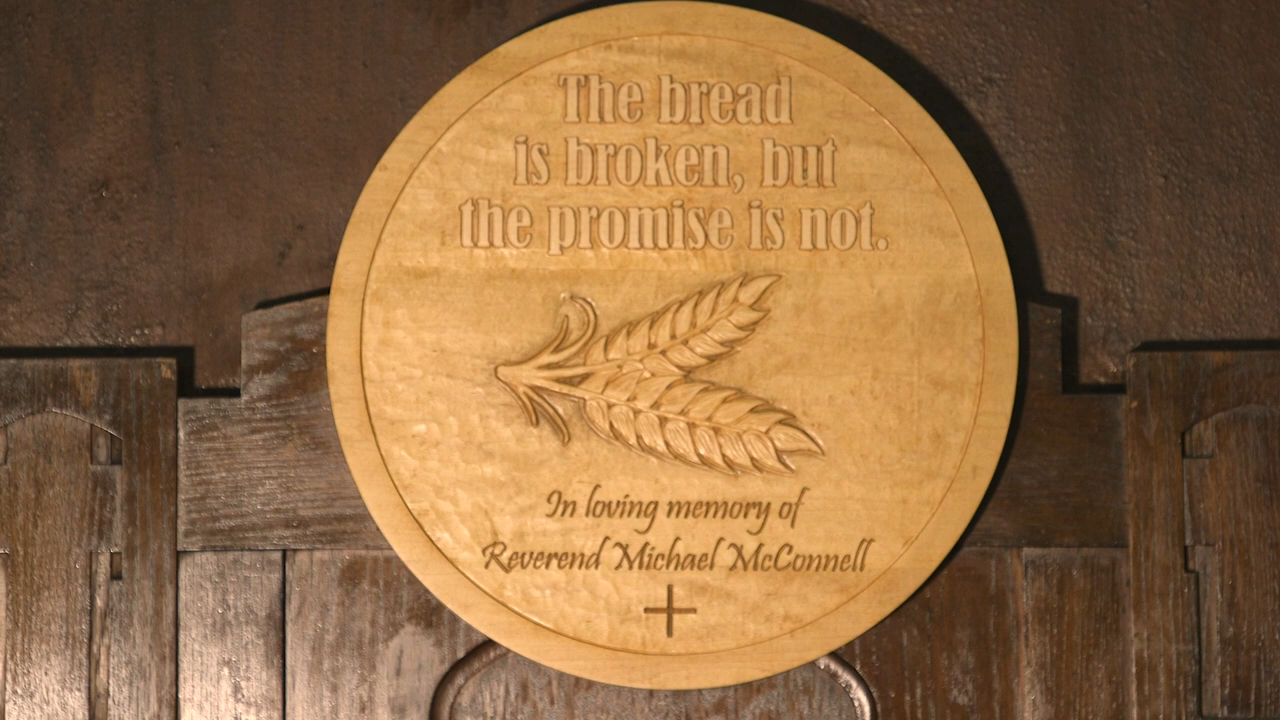 The bread
is broken, but
the promise is not.
In loving memory of
Reverend Michael McConnell